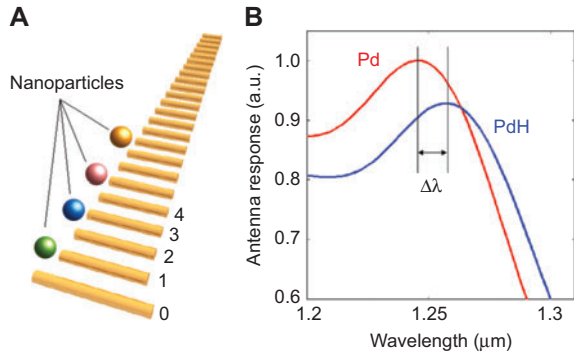 A
Nanoparticles
4
3
2
1
0
B
Antenna response (a.u.)
1.0
0.9
0.8
0.7
0.6
Pd
PdH
Δλ
1.2
1.25
1.3
Wavelength (μm)